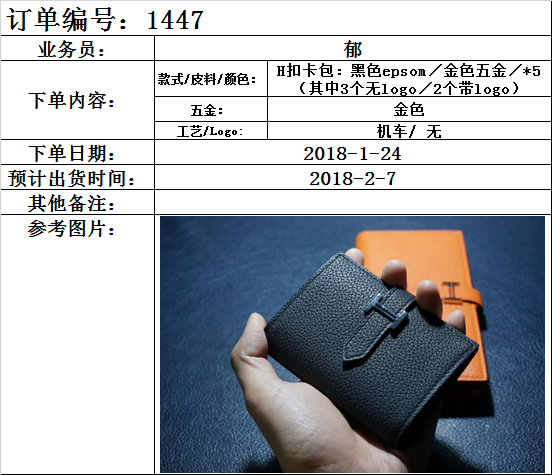 订单编号：1447
业务员：
郁
下单内容：
款式/皮料/颜色：
H扣卡包：黑色epsom／金色五金／*5
（其中3个无logo／2个带logo）
五金：
金色
工艺/Logo:
机车/ 无
下单日期：
2018-1-24
预计出货时间：
2018-2-7
其他备注：
参考图片：